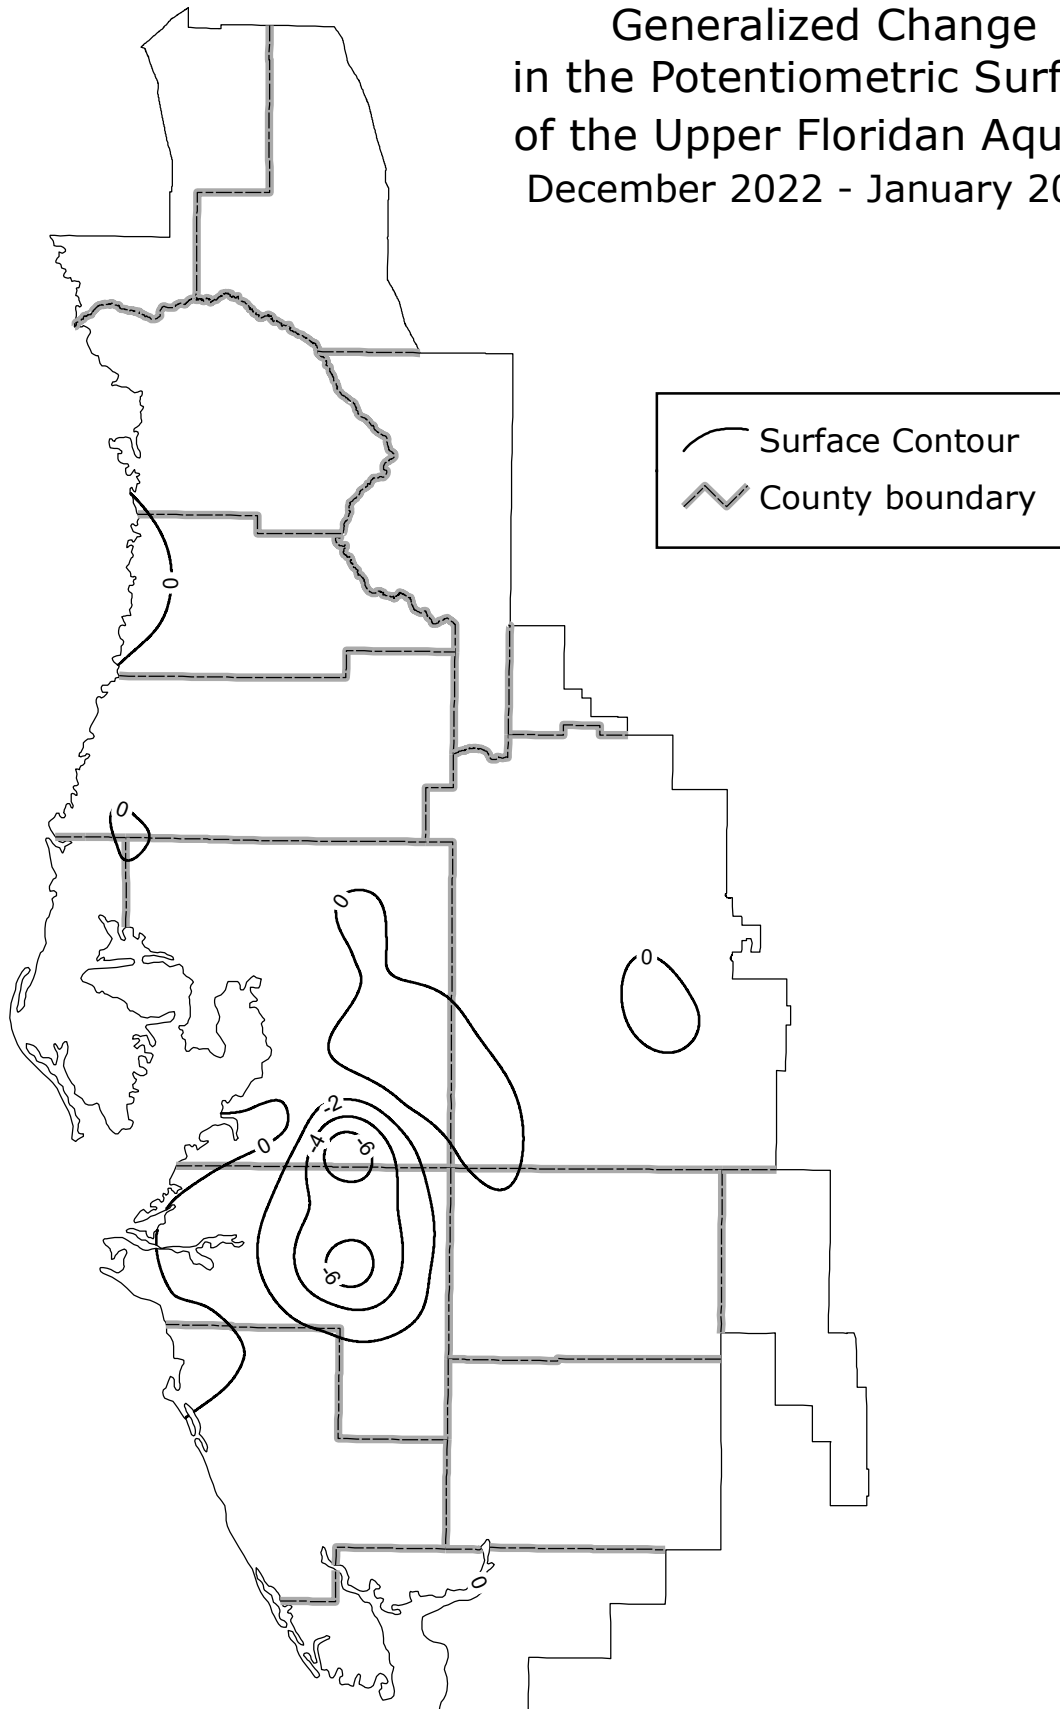 Generalized Change
in the Potentiometric Surf
of the Upper Floridan Aqu
December 2022 - January 20
Surface Contour
County boundary
0
0
0
0
-2
-4
-6
0
-6
0